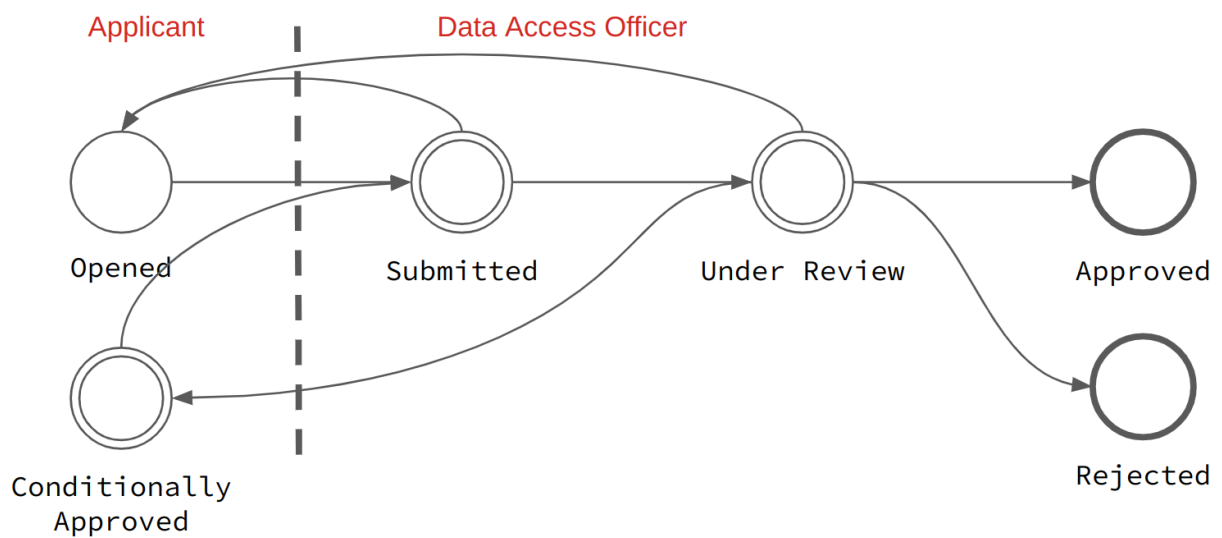 Applicant
Data Access Officer
Opened
Submitted
Under Review
Approved
Conditionally
Approved
Rejected